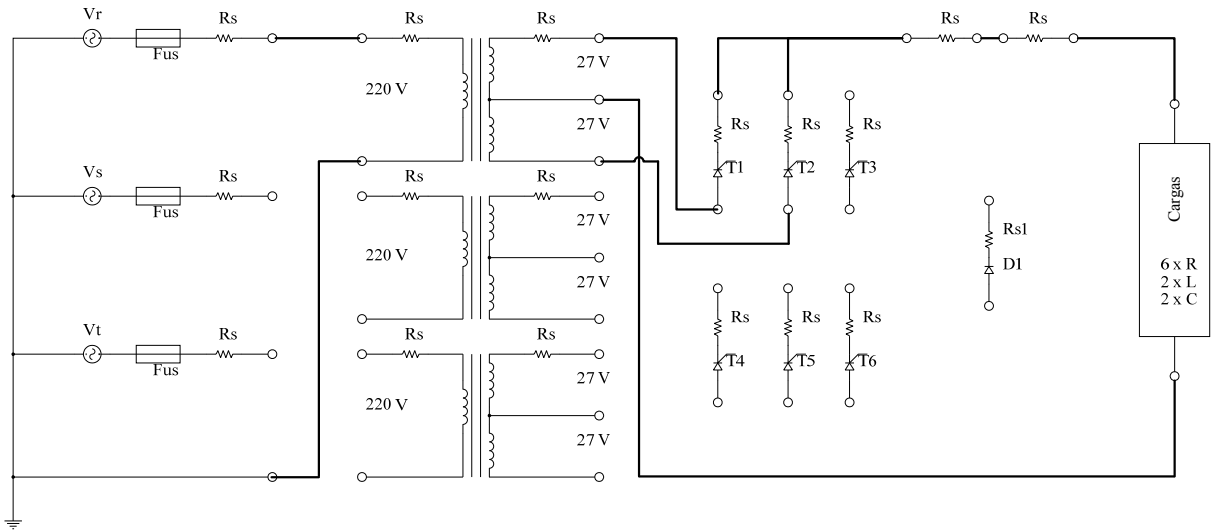 Vr
Fus
Rs
Rs
Rs
220 V
27 V
27 V
Rs
Rs
Rs
T1
Rs
T2
Rs
T3
Vs
Fus
Rs
Rs
Rs
220 V
27 V
27 V
Rs1
D1
Cargas
6 x R
2 x L
2 x C
Vt
Fus
Rs
Rs
Rs
220 V
27 V
27 V
Rs
T4
Rs
T5
Rs
T6